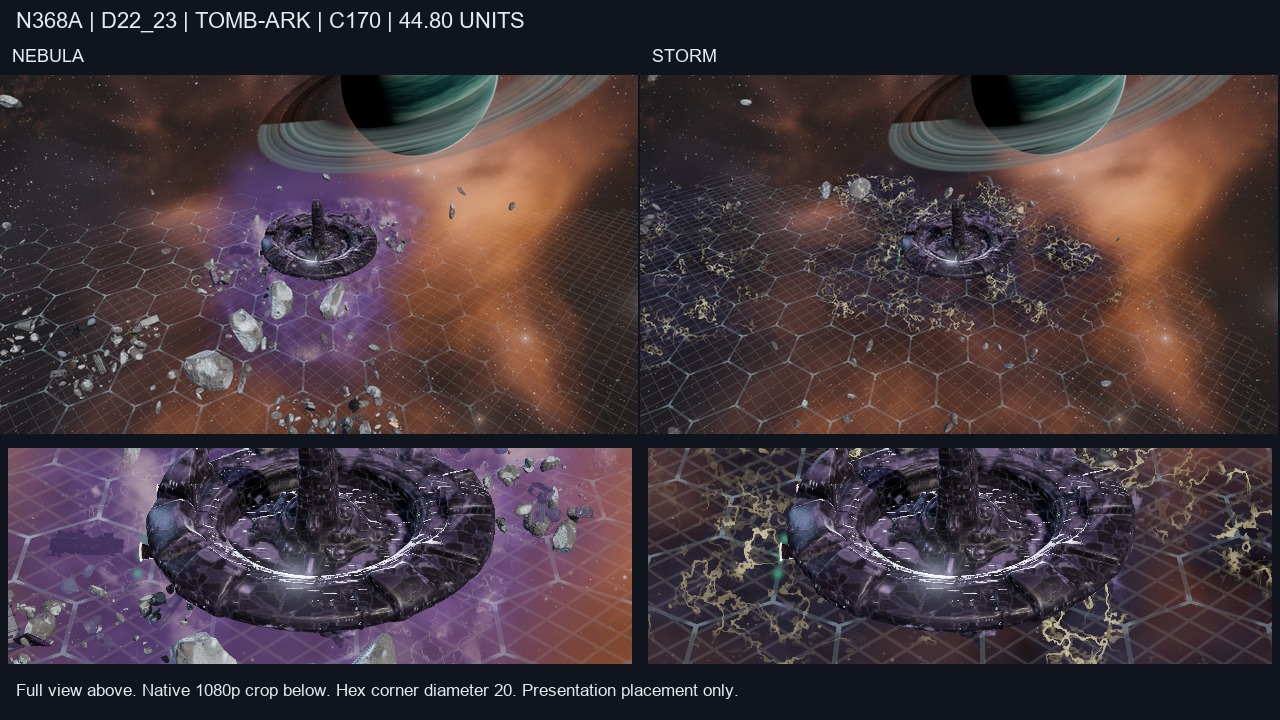 N368A | D22_23 | TOMB-ARK | C170 | 44.80 UNITS
NEBULA
STORM
Full view above. Native 1080p crop below. Hex corner diameter 20. Presentation placement only.